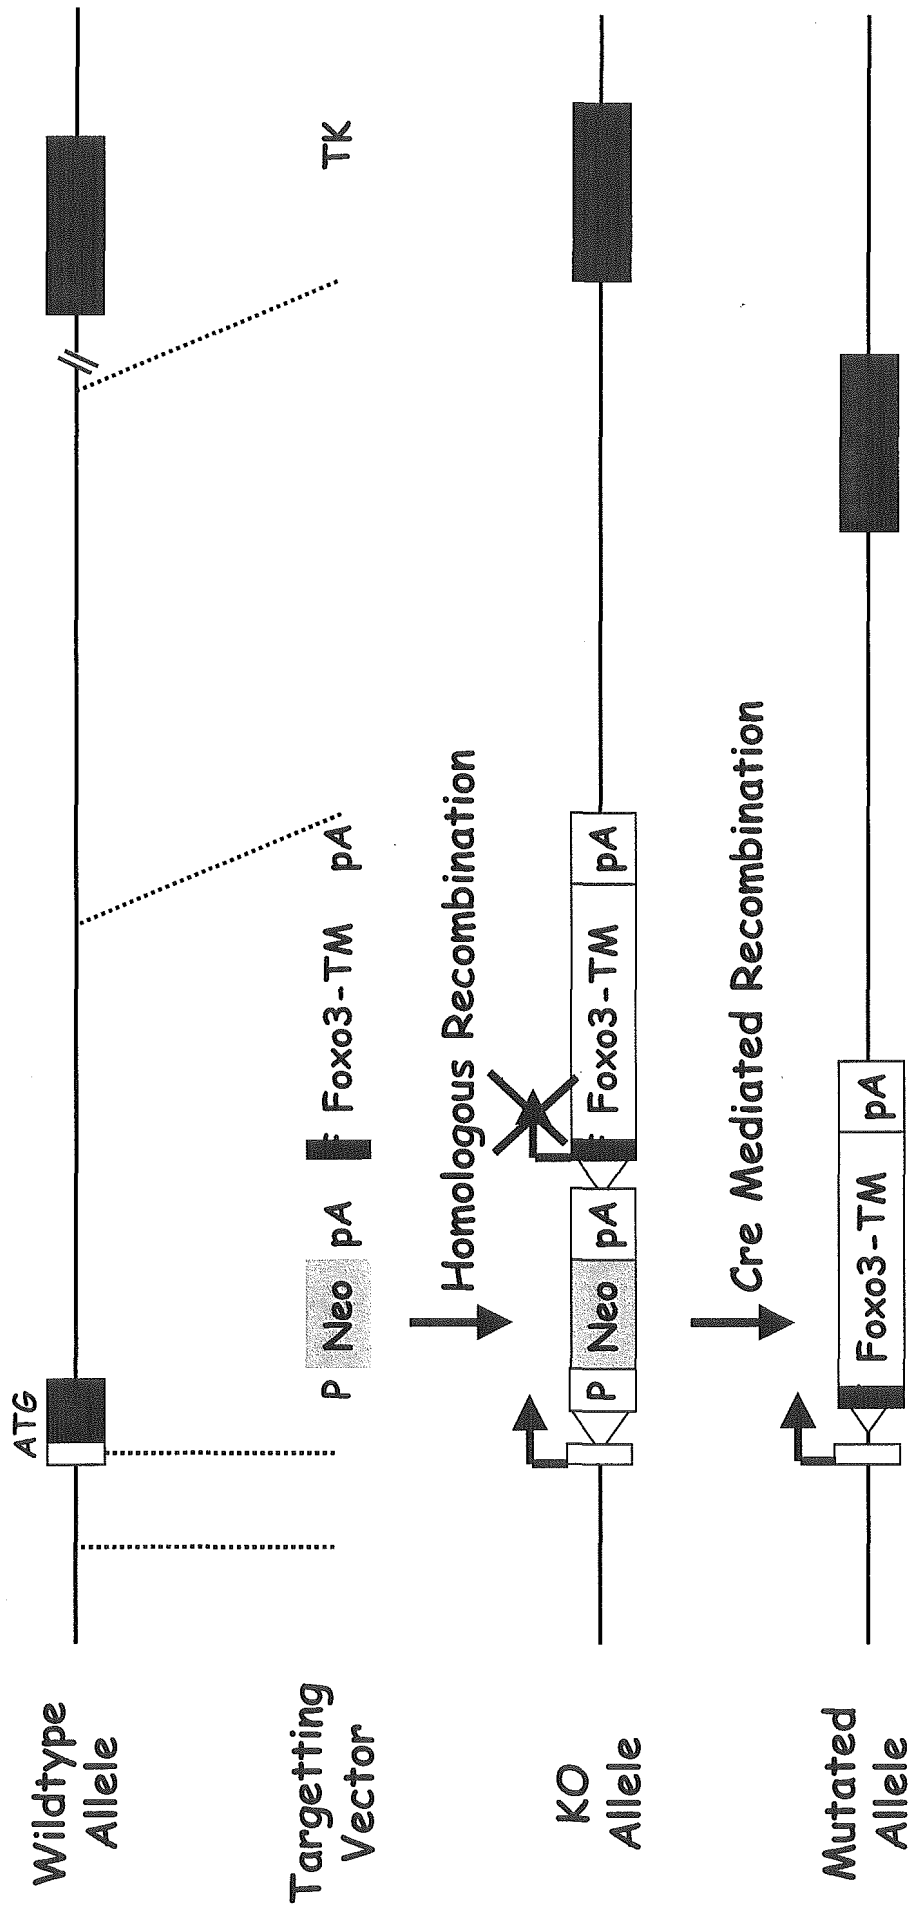 Wildtype
Allele
ATG
Targetting
Vector
P Neo pA F Foxo3-TM pA TK
Homologous Recombination
KO
Allele
P Neo pA F Foxo3-TM pA
Cre Mediated Recombination
Mutated
Allele
Foxo3-TM pA